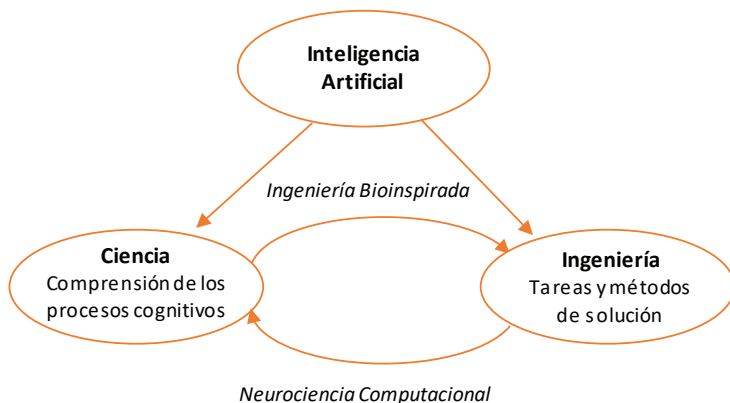 Inteligencia
Artificial
Ingeniería Bioinspirada
Ciencia
Comprensión de los
procesos cognitivos
Ingeniería
Tareas y métodos
de solución
Neurociencia Computacional